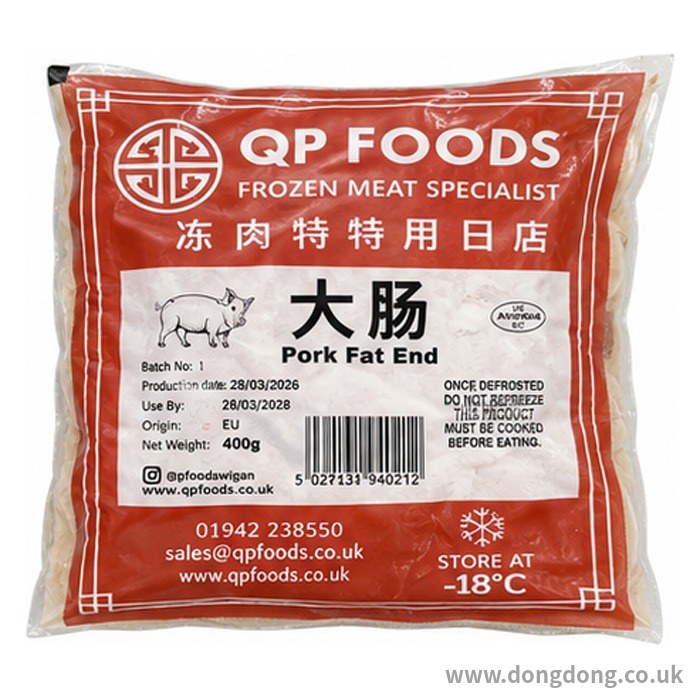 QP FOODS
FROZEN MEAT SPECIALIST
冻肉特特用日店
大肠
Pork Fat End
Batch No: 1
Production date: 28/03/2026
Use By: 28/03/2028
Origin: EU
Net Weight: 400g
@pfoodawigan
www.qpfoods.co.uk
5 027131 940212
ONCE DEFROSTED
DO NOT REFREEZE
THIS PRODUCT
MUST BE COOKED
BEFORE EATING.
01942 238550
sales@qpfoods.co.uk
www.qpfoods.co.uk
STORE AT
-18°C
www.dongdong.co.uk